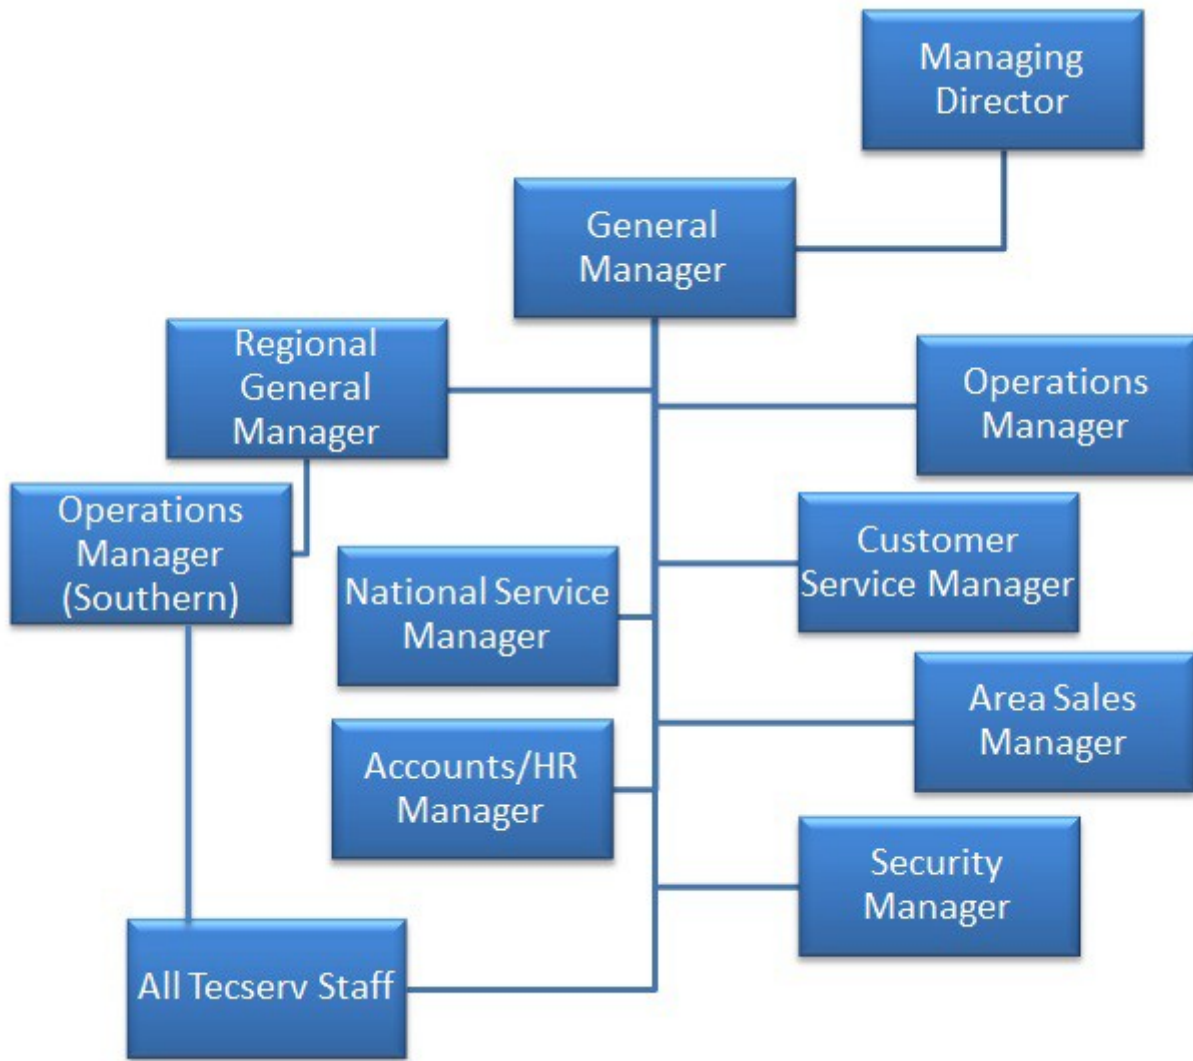 Managing
Director
General
Manager
Regional
General
Manager
Operations
Manager
Operations
Manager
(Southern)
Customer
Service Manager
National Service
Manager
Area Sales
Manager
Accounts/HR
Manager
Security
Manager
All Tecserv Staff